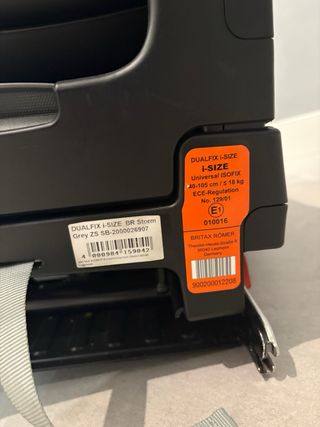 DUALFIX i-SIZE BR Storm
Grey ZS SB-2000026907
4 000984 159042
DUALFIX i-SIZE
i-SIZE
Universal ISOFIX
40-105 cm / ≤ 18 kg
ECE-Regulation
No. 129/01
E1
010016
BRITAX RÖMER
Theodor-Heuss-Straße 9
89340 Leipheim
Germany
900200012208